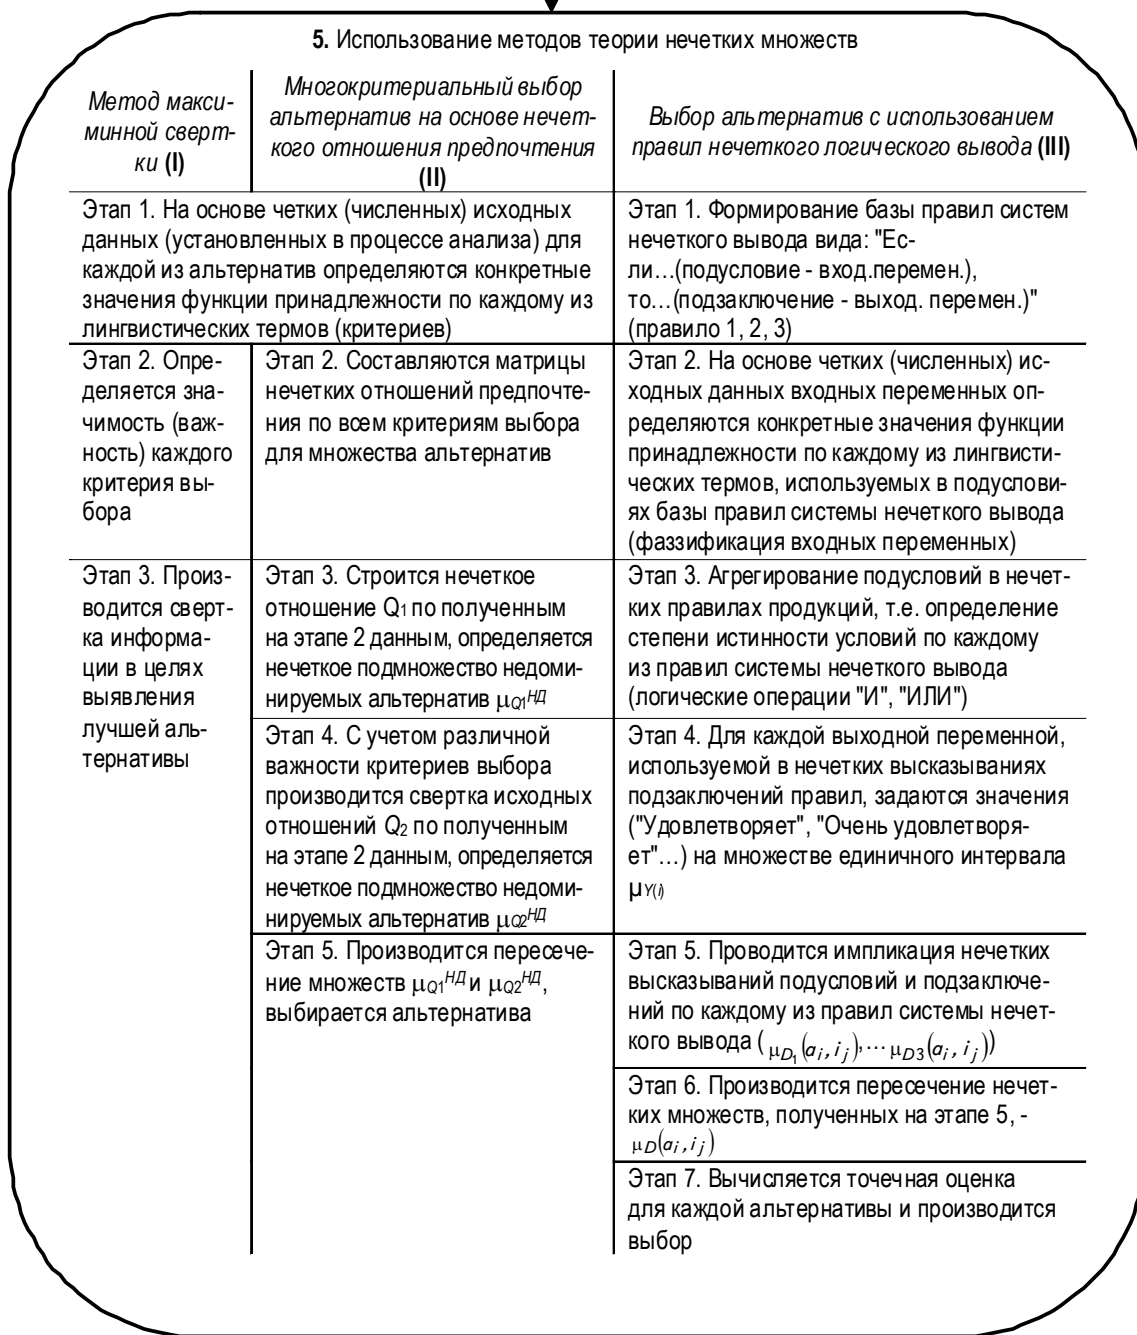 5. Использование методов теории нечетких множеств
Метод макси-
минной сверт-
ки (I)
Многокритериальный выбор
альтернатив на основе нечет-
кого отношения предпочтения
(II)
Выбор альтернатив с использованием
правил нечеткого логического вывода (III)
Этап 1. На основе четких (численных) исходных
данных (установленных в процессе анализа) для
каждой из альтернатив определяются конкретные
значения функции принадлежности по каждому из
лингвистических термов (критериев)
Этап 1. Формирование базы правил систем
нечеткого вывода вида: "Ес-
ли…(подусловие - вход.перемен.),
то…(подзаключение - выход. перемен.)"
(правило 1, 2, 3)
Этап 2. Опре-
деляется зна-
чимость (важ-
ность) каждого
критерия вы-
бора
Этап 2. Составляются матрицы
нечетких отношений предпочте-
ния по всем критериям выбора
для множества альтернатив
Этап 2. На основе четких (численных) ис-
ходных данных входных переменных оп-
ределяются конкретные значения функции
принадлежности по каждому из лингвисти-
ческих термов, используемых в подуслови-
ях базы правил системы нечеткого вывода
(фаззификация входных переменных)
Этап 3. Произ-
водится сверт-
ка информа-
ции в целях
выявления
лучшей аль-
тернативы
Этап 3. Строится нечеткое
отношение Q1 по полученным
на этапе 2 данным, определяется
нечеткое подмножество недоми-
нируемых альтернатив μQ1^НД
Этап 3. Агрегирование подусловий в нечет-
ких правилах продукций, т.е. определение
степени истинности условий по каждому
из правил системы нечеткого вывода
(логические операции "И", "ИЛИ")
Этап 4. С учетом различной
важности критериев выбора
производится свертка исходных
отношений Q2 по полученным
на этапе 2 данным, определяется
нечеткое подмножество недоми-
нируемых альтернатив μQ2^НД
Этап 4. Для каждой выходной переменной,
используемой в нечетких высказываниях
подзаключений правил, задаются значения
("Удовлетворяет", "Очень удовлетворя-
ет"…) на множестве единичного интервала
μY(i)
Этап 5. Производится пересече-
ние множеств μQ1^НД и μQ2^НД,
выбирается альтернатива
Этап 5. Проводится импликация нечетких
высказываний подусловий и подзаключе-
ний по каждому из правил системы нечет-
кого вывода (μD1(ai, ij),…μD3(ai, ij))
Этап 6. Производится пересечение нечет-
ких множеств, полученных на этапе 5, -
μD(ai, ij)
Этап 7. Вычисляется точечная оценка
для каждой альтернативы и производится
выбор